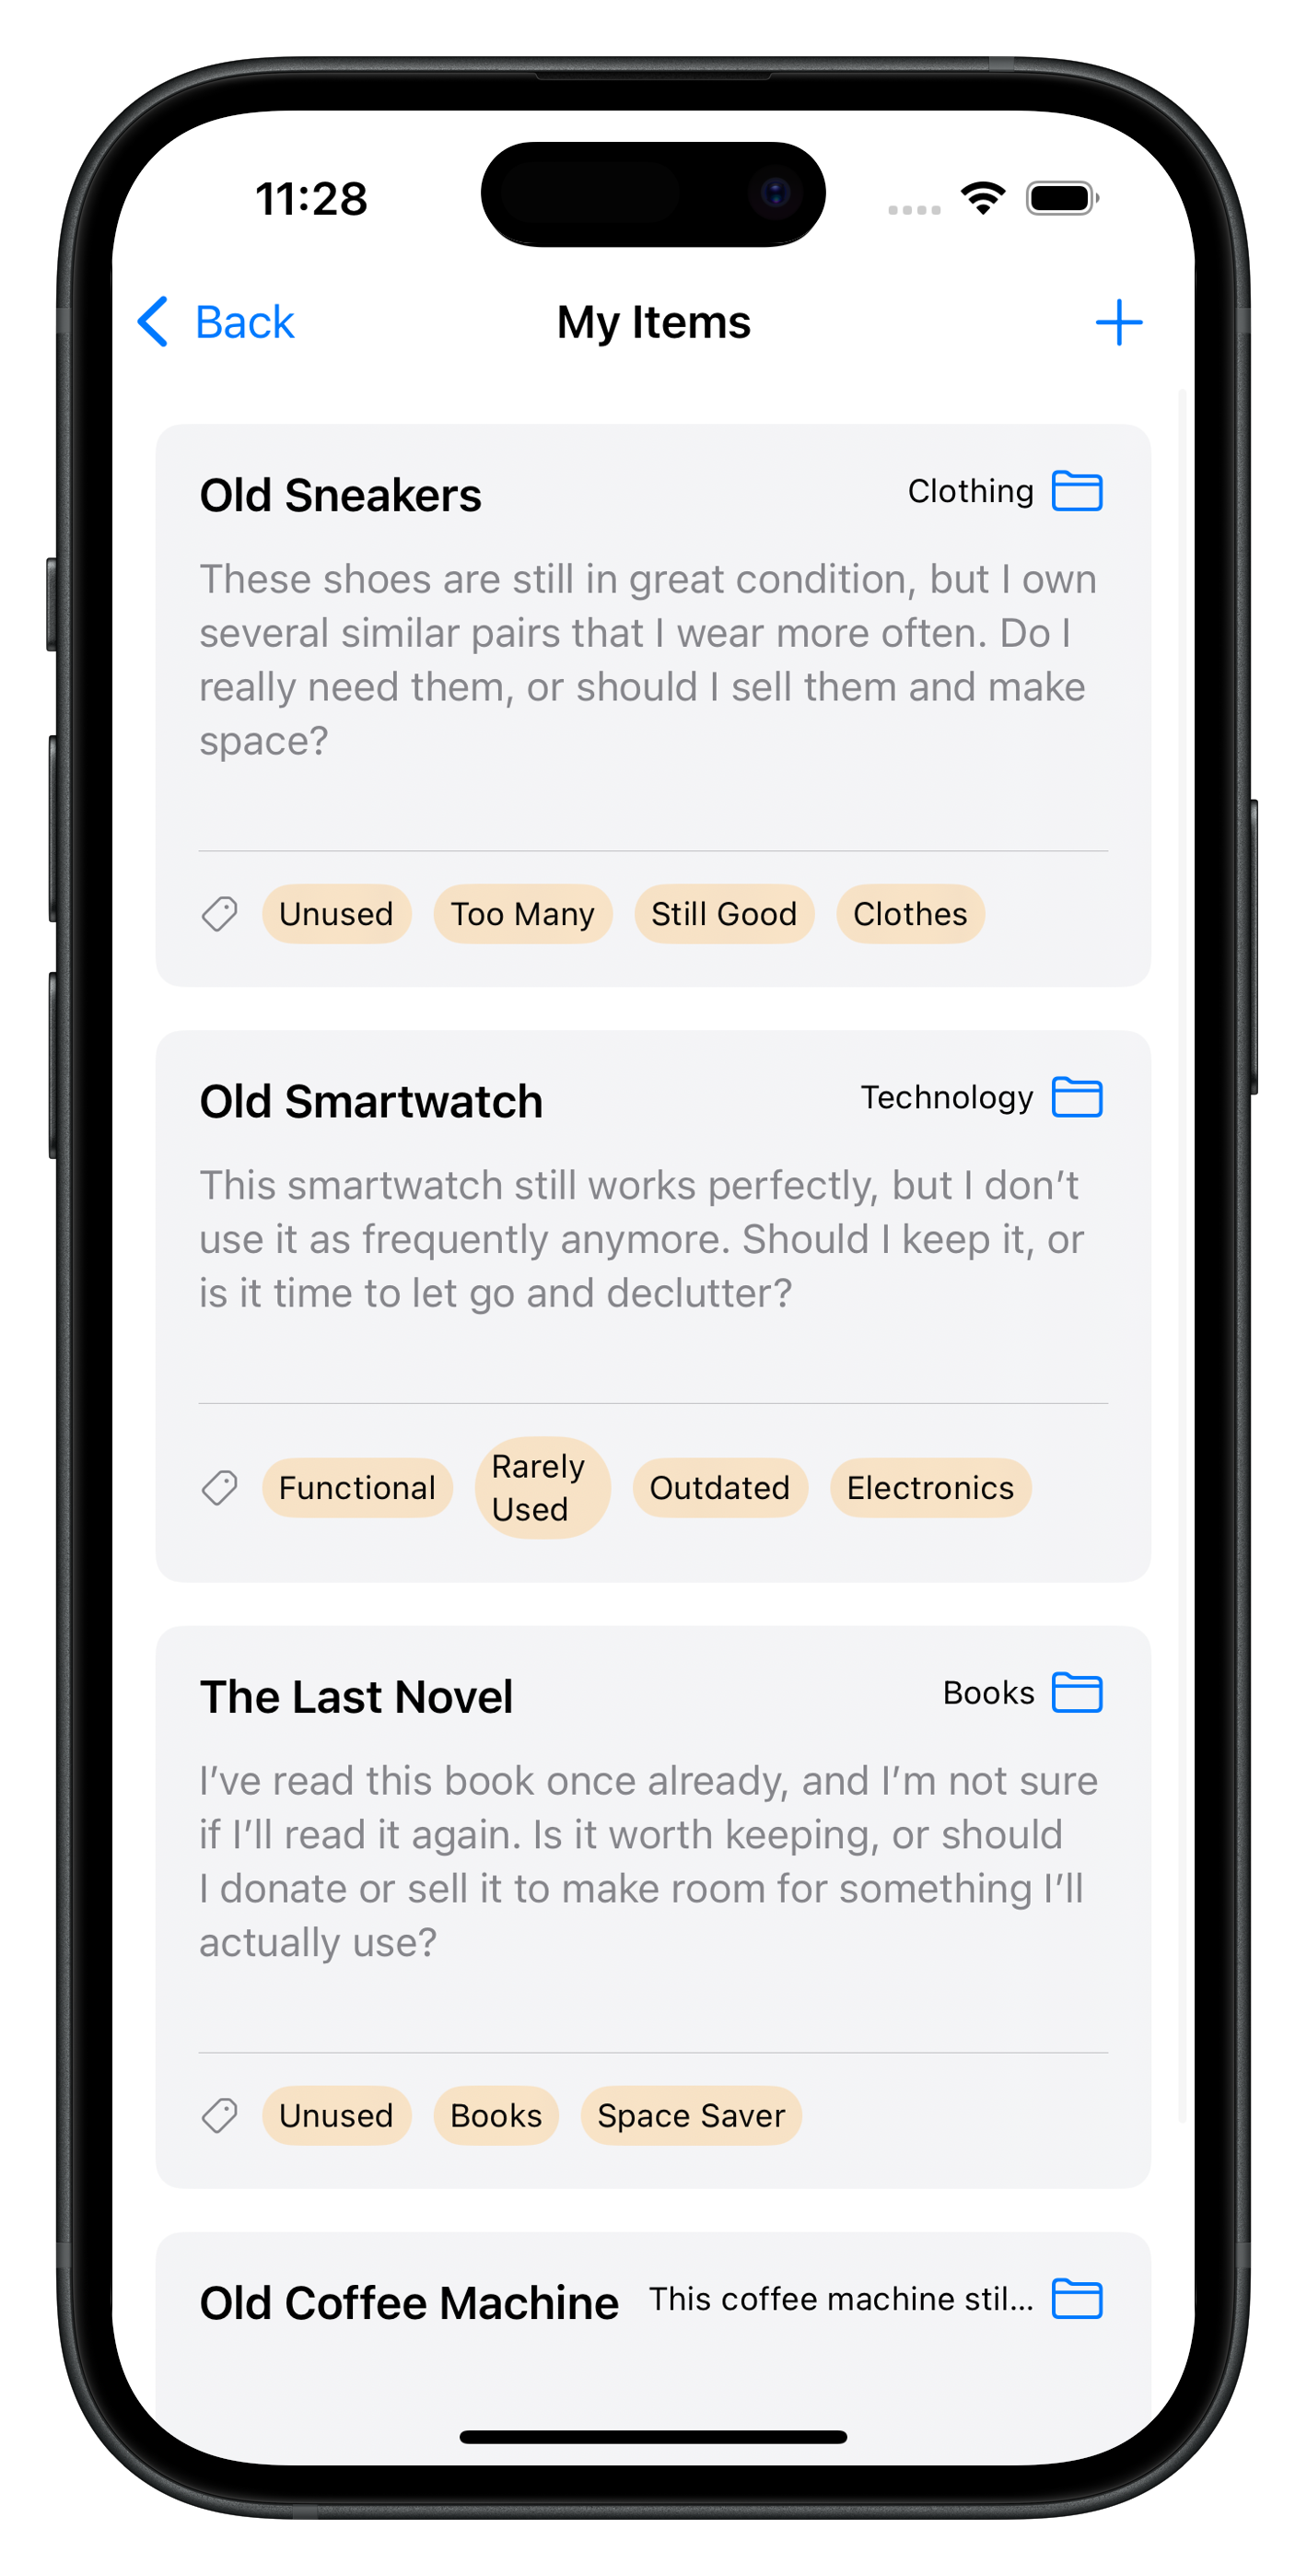 11:28
Back
My Items
Old Sneakers
Clothing
These shoes are still in great condition, but I own
several similar pairs that I wear more often. Do I
really need them, or should I sell them and make
space?
Unused
Too Many
Still Good
Clothes
Old Smartwatch
Technology
This smartwatch still works perfectly, but I don’t
use it as frequently anymore. Should I keep it, or
is it time to let go and declutter?
Functional
Rarely
Used
Outdated
Electronics
The Last Novel
Books
I’ve read this book once already, and I’m not sure
if I’ll read it again. Is it worth keeping, or should
I donate or sell it to make room for something I’ll
actually use?
Unused
Books
Space Saver
Old Coffee Machine
This coffee machine stil...